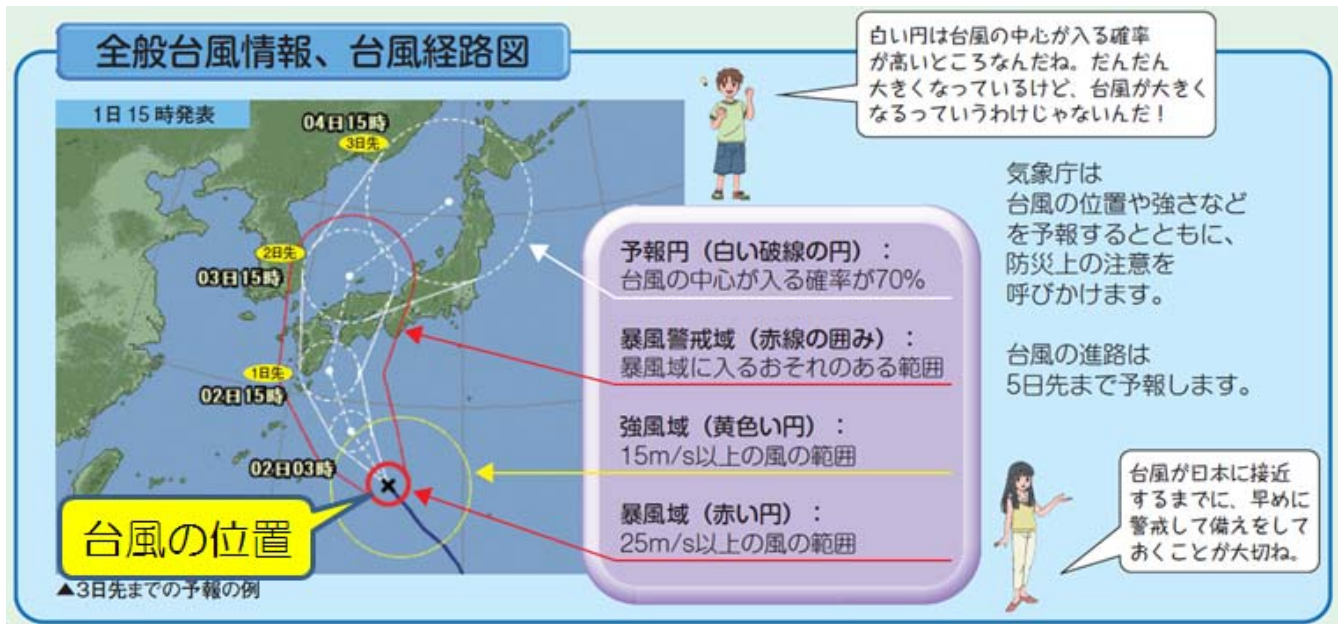 全般台風情報、台風経路図
白い円は台風の中心が入る確率
が高いところなんだね。だんだん
大きくなっているけど、台風が大きく
なるっていうわけじゃないんだ！
1日15時発表
04日15時
3日先
2日先
03日15時
1日先
02日15時
02日03時
台風の位置
▲3日先までの予報の例
予報円（白い破線の円）：
台風の中心が入る確率が70%
暴風警戒域（赤線の囲み）：
暴風域に入るおそれのある範囲
強風域（黄色い円）：
15m/s以上の風の範囲
暴風域（赤い円）：
25m/s以上の風の範囲
気象庁は
台風の位置や強さなど
を予報するとともに、
防災上の注意を
呼びかけます。
台風の進路は
5日先まで予報します。
台風が日本に接近
するまでに、早めに
警戒して備えをして
おくことが大切ね。